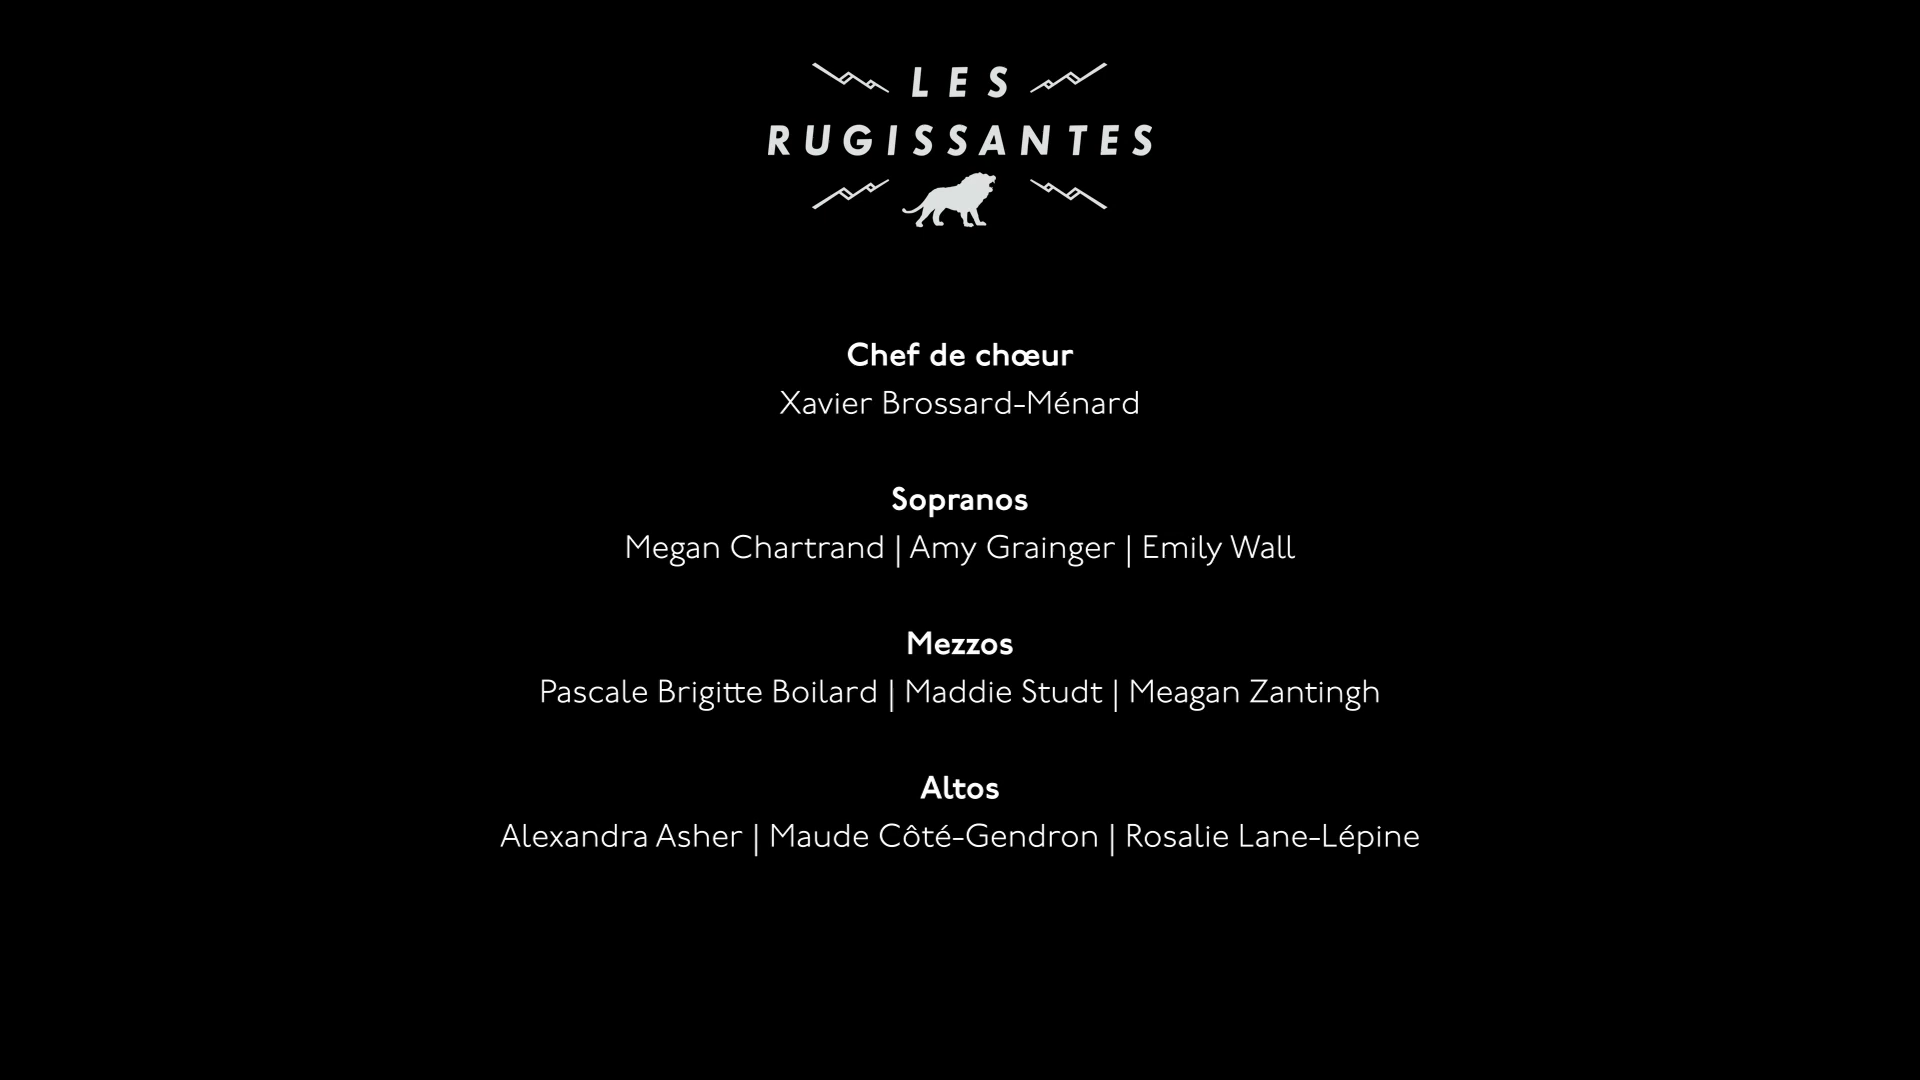 LES
RUGISSANTES
Chef de chœur
Xavier Brossard-Ménard
Sopranos
Megan Chartrand | Amy Grainger | Emily Wall
Mezzos
Pascale Brigitte Boilard | Maddie Studt | Meagan Zantingh
Altos
Alexandra Asher | Maude Côté-Gendron | Rosalie Lane-Lépine